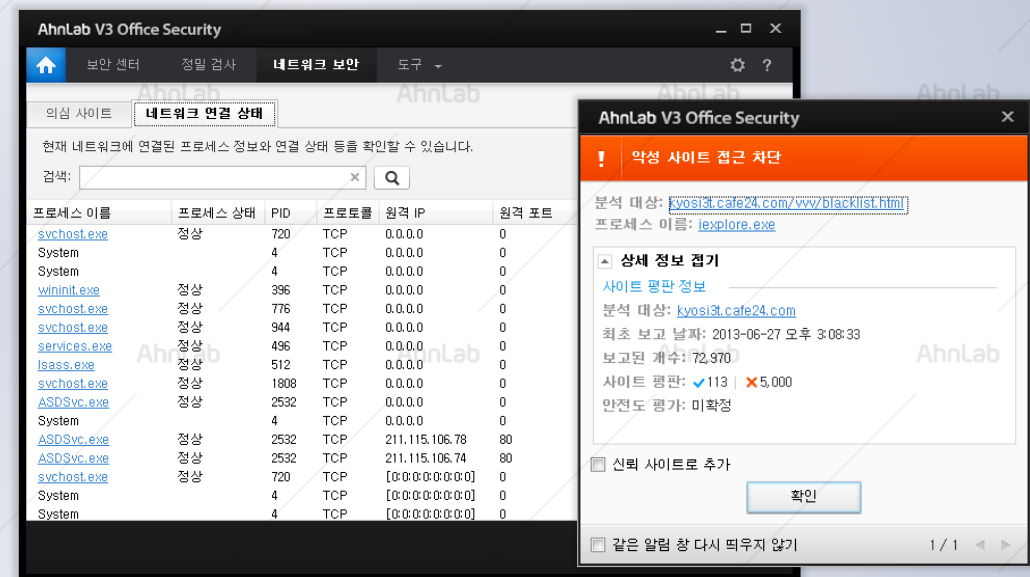 AhnLab V3 Office Security
보안 센터 정밀 검사 네트워크 보안 도구
의심 사이트 네트워크 연결 상태
현재 네트워크에 연결된 프로세스 정보와 연결 상태 등을 확인할 수 있습니다.
검색:
프로세스 이름 프로세스 상태 PID 프로토콜 원격 IP 원격 포트
svchost.exe 정상 720 TCP 0.0.0.0 0
System 4 TCP 0.0.0.0 0
System 4 TCP 0.0.0.0 0
wininit.exe 정상 396 TCP 0.0.0.0 0
svchost.exe 정상 776 TCP 0.0.0.0 0
svchost.exe 정상 944 TCP 0.0.0.0 0
services.exe 정상 496 TCP 0.0.0.0 0
lsass.exe 정상 512 TCP 0.0.0.0 0
svchost.exe 정상 1808 TCP 0.0.0.0 0
ASDSvc.exe 정상 2532 TCP 0.0.0.0 0
System 4 TCP 0.0.0.0 0
ASDSvc.exe 정상 2532 TCP 211.115.106.78 80
ASDSvc.exe 정상 2532 TCP 211.115.106.74 80
svchost.exe 정상 720 TCP [0:0:0:0:0:0:0:0] 0
System 4 TCP [0:0:0:0:0:0:0:0] 0
System 4 TCP [0:0:0:0:0:0:0:0] 0
AhnLab V3 Office Security
! 악성 사이트 접근 차단
분석 대상: kyosi3t.cafe24.com/vvv/blacklist.html
프로세스 이름: iexplore.exe
상세 정보 접기
사이트 평판 정보
분석 대상: kyosi3t.cafe24.com
최초 보고 날짜: 2013-06-27 오후 3:08:33
보고된 개수: 72,970
사이트 평판: 113 | 5,000
안전도 평가: 미확정
신뢰 사이트로 추가
확인
같은 알림 창 다시 띄우지 않기 1 / 1